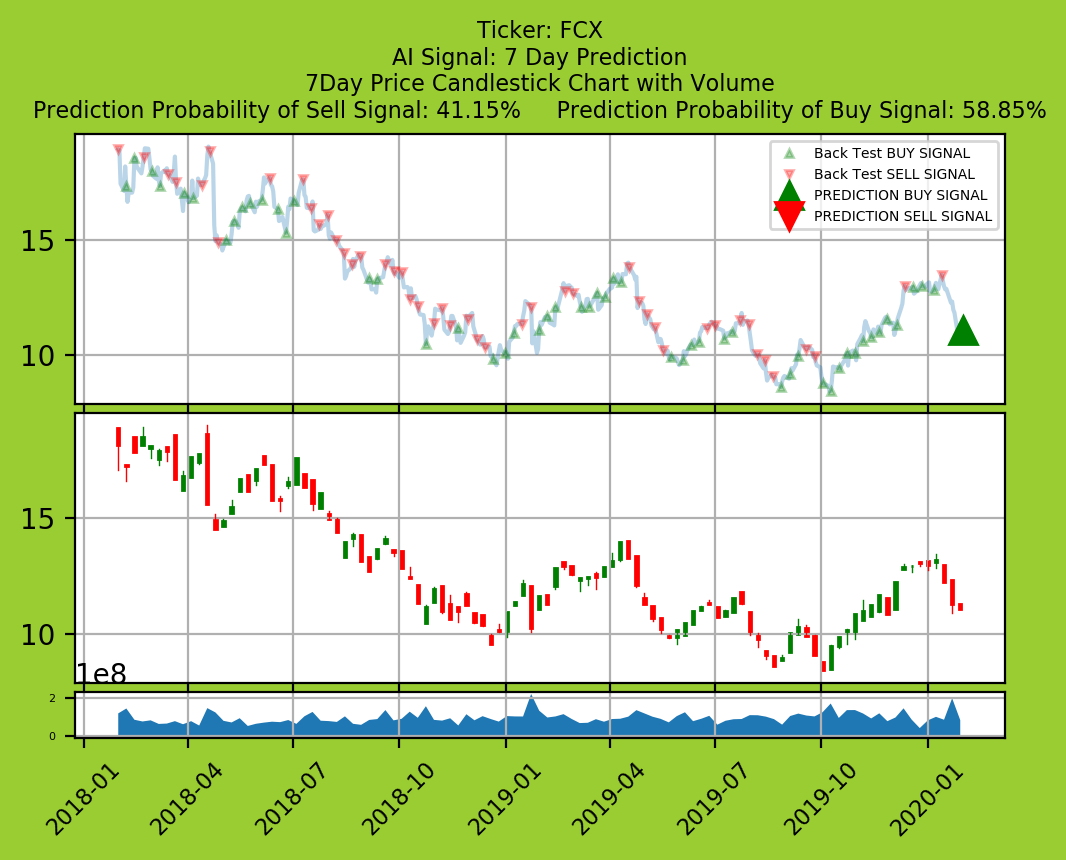 Ticker: FCX
AI Signal: 7 Day Prediction
7Day Price Candlestick Chart with Volume
Prediction Probability of Sell Signal: 41.15%     Prediction Probability of Buy Signal: 58.85%
Back Test BUY SIGNAL
Back Test SELL SIGNAL
PREDICTION BUY SIGNAL
PREDICTION SELL SIGNAL
15
10
15
10
1e8
2
0
2018-01
2018-04
2018-07
2018-10
2019-01
2019-04
2019-07
2019-10
2020-01